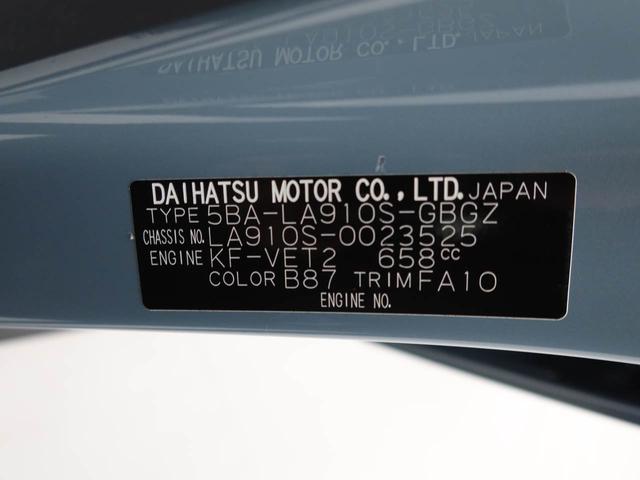 DAIHATSU MOTOR CO., LTD. JAPAN
TYPE 5BA-LA910S-GBGZ
CHASSIS NO. LA910S-0023525
ENGINE KF-VET2 658cc
COLOR B87 TRIM FA10
ENGINE NO.